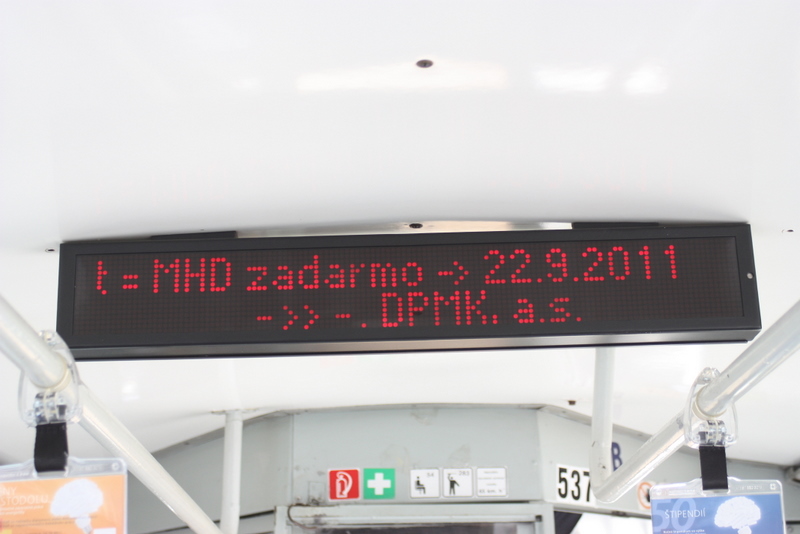 t = MHD zadarmo -> 22.9.2011
->> -. DPMK, a.s.
537
B
ŠTIPENDIÍ